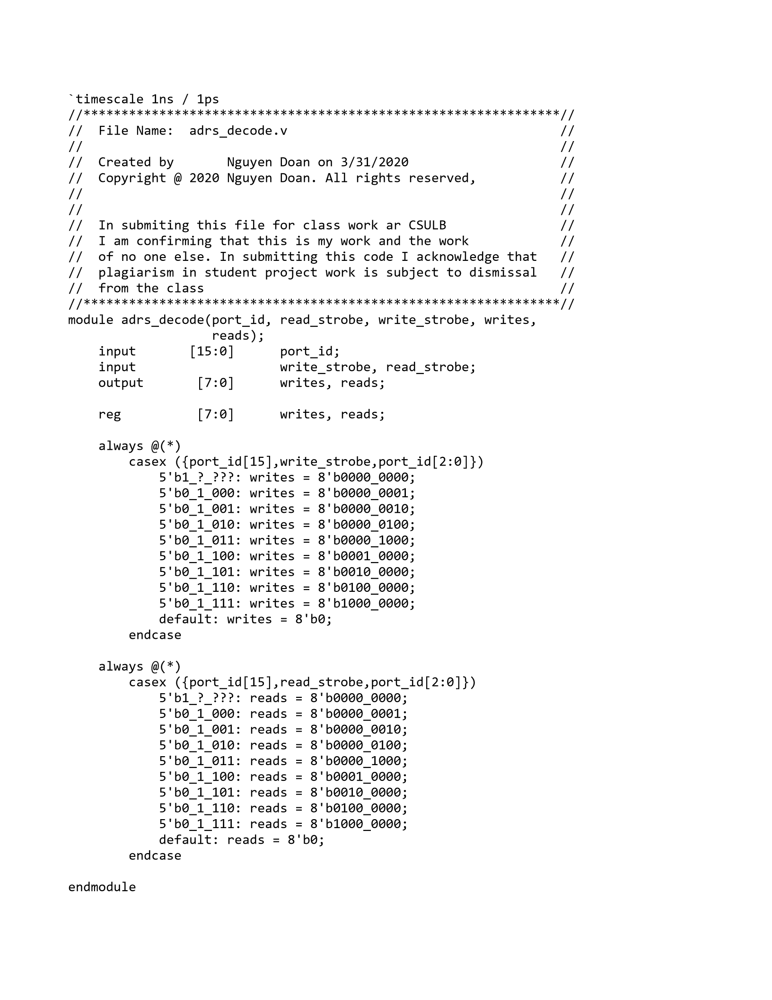 `timescale 1ns / 1ps
//***************************************************************//
//  File Name:  adrs_decode.v                                    //
//                                                               //
//  Created by       Nguyen Doan on 3/31/2020                    //
//  Copyright @ 2020 Nguyen Doan. All rights reserved,           //
//                                                               //
//                                                               //
//  In submiting this file for class work ar CSULB               //
//  I am confirming that this is my work and the work            //
//  of no one else. In submitting this code I acknowledge that   //
//  plagiarism in student project work is subject to dismissal   //
//  from the class                                               //
//***************************************************************//
module adrs_decode(port_id, read_strobe, write_strobe, writes,
                   reads);
    input       [15:0]      port_id;
    input                   write_strobe, read_strobe;
    output       [7:0]      writes, reads;

    reg          [7:0]      writes, reads;

    always @(*)
        casex ({port_id[15],write_strobe,port_id[2:0]})
            5'b1_?_???: writes = 8'b0000_0000;
            5'b0_1_000: writes = 8'b0000_0001;
            5'b0_1_001: writes = 8'b0000_0010;
            5'b0_1_010: writes = 8'b0000_0100;
            5'b0_1_011: writes = 8'b0000_1000;
            5'b0_1_100: writes = 8'b0001_0000;
            5'b0_1_101: writes = 8'b0010_0000;
            5'b0_1_110: writes = 8'b0100_0000;
            5'b0_1_111: writes = 8'b1000_0000;
            default: writes = 8'b0;
        endcase

    always @(*)
        casex ({port_id[15],read_strobe,port_id[2:0]})
            5'b1_?_???: reads = 8'b0000_0000;
            5'b0_1_000: reads = 8'b0000_0001;
            5'b0_1_001: reads = 8'b0000_0010;
            5'b0_1_010: reads = 8'b0000_0100;
            5'b0_1_011: reads = 8'b0000_1000;
            5'b0_1_100: reads = 8'b0001_0000;
            5'b0_1_101: reads = 8'b0010_0000;
            5'b0_1_110: reads = 8'b0100_0000;
            5'b0_1_111: reads = 8'b1000_0000;
            default: reads = 8'b0;
        endcase

endmodule